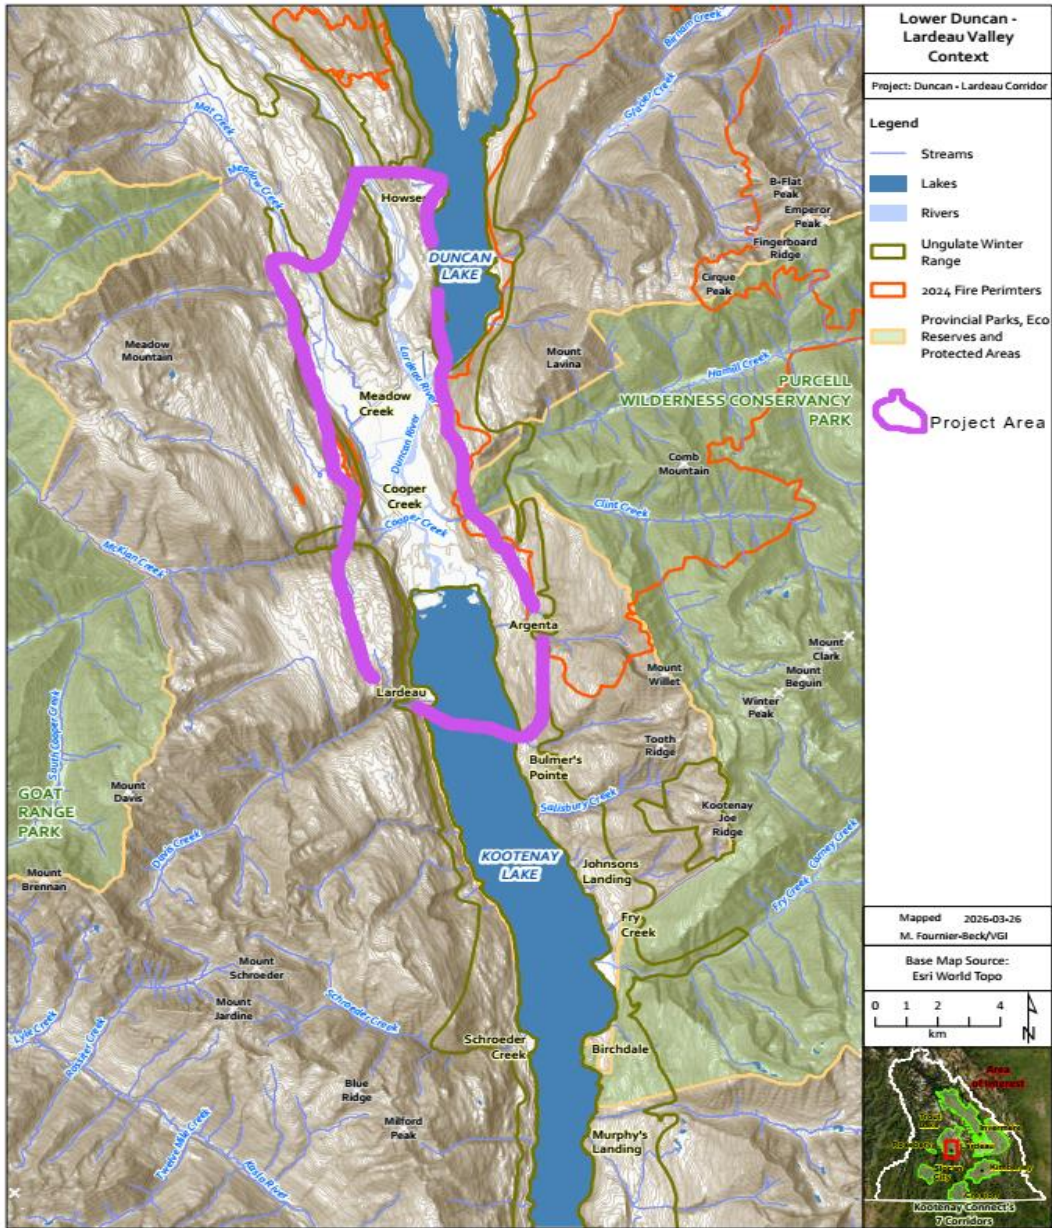 Lower Duncan -
Lardeau Valley
Context
Project: Duncan - Lardeau Corridor
Legend
Streams
Lakes
Rivers
Ungulate Winter
Range
2024 Fire Perimters
Provincial Parks, Eco
Reserves and
Protected Areas
Project Area
Birnam Creek
Glacier Creek
Mat Creek
Meadow Creek
Howser
B-Flat
Peak
Emperor
Peak
Fingerboard
Ridge
DUNCAN
LAKE
Cirque
Peak
Meadow
Mountain
Mount
Lavina
Lardeau River
Hamill Creek
PURCELL
WILDERNESS CONSERVANCY
PARK
Meadow
Creek
Duncan River
Comb
Mountain
Cooper
Creek
Clint Creek
Cooper Creek
McKian Creek
Argenta
Mount
Clark
Mount
Willet
Mount
Beguin
Lardeau
Winter
Peak
South Cooper Creek
Tooth
Ridge
Bulmer's
Pointe
Mount
Davis
GOAT
RANGE
PARK
Salisbury Creek
Kootenay
Joe
Ridge
Davis Creek
KOOTENAY
LAKE
Johnsons
Landing
Carney Creek
Fry Creek
Mount
Brennan
Fry
Creek
Mount
Schroeder
Mount
Jardine
Schroeder Creek
Lyle Creek
Rossiter Creek
Schroeder
Creek
Birchdale
Blue
Ridge
Milford
Peak
Twelve Mile Creek
Kaslo River
Murphy's
Landing
Mapped 2026-03-26
M. Fournier-Beck/VGI
Base Map Source:
Esri World Topo
0 1 2 4
km
N
Area
of Interest
Invermere
Kimberley
Kootenay Connect's
7 Corridors